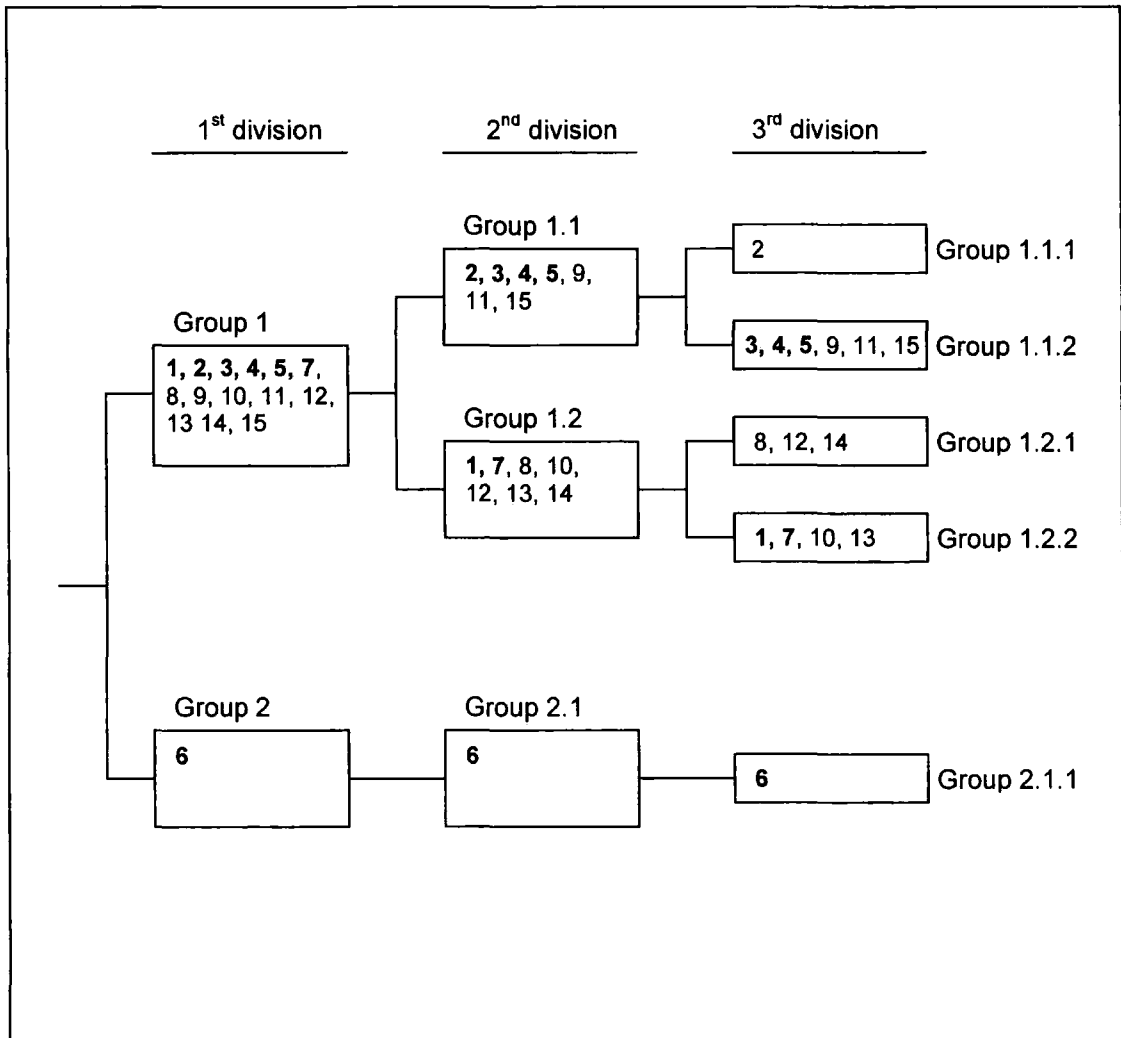 1st division
2nd division
3rd division
Group 1.1
2, 3, 4, 5, 9,
11, 15
2
Group 1.1.1
3, 4, 5, 9, 11, 15
Group 1.1.2
Group 1
1, 2, 3, 4, 5, 7,
8, 9, 10, 11, 12,
13 14, 15
Group 1.2
1, 7, 8, 10,
12, 13, 14
8, 12, 14
Group 1.2.1
1, 7, 10, 13
Group 1.2.2
Group 2
6
Group 2.1
6
6
Group 2.1.1